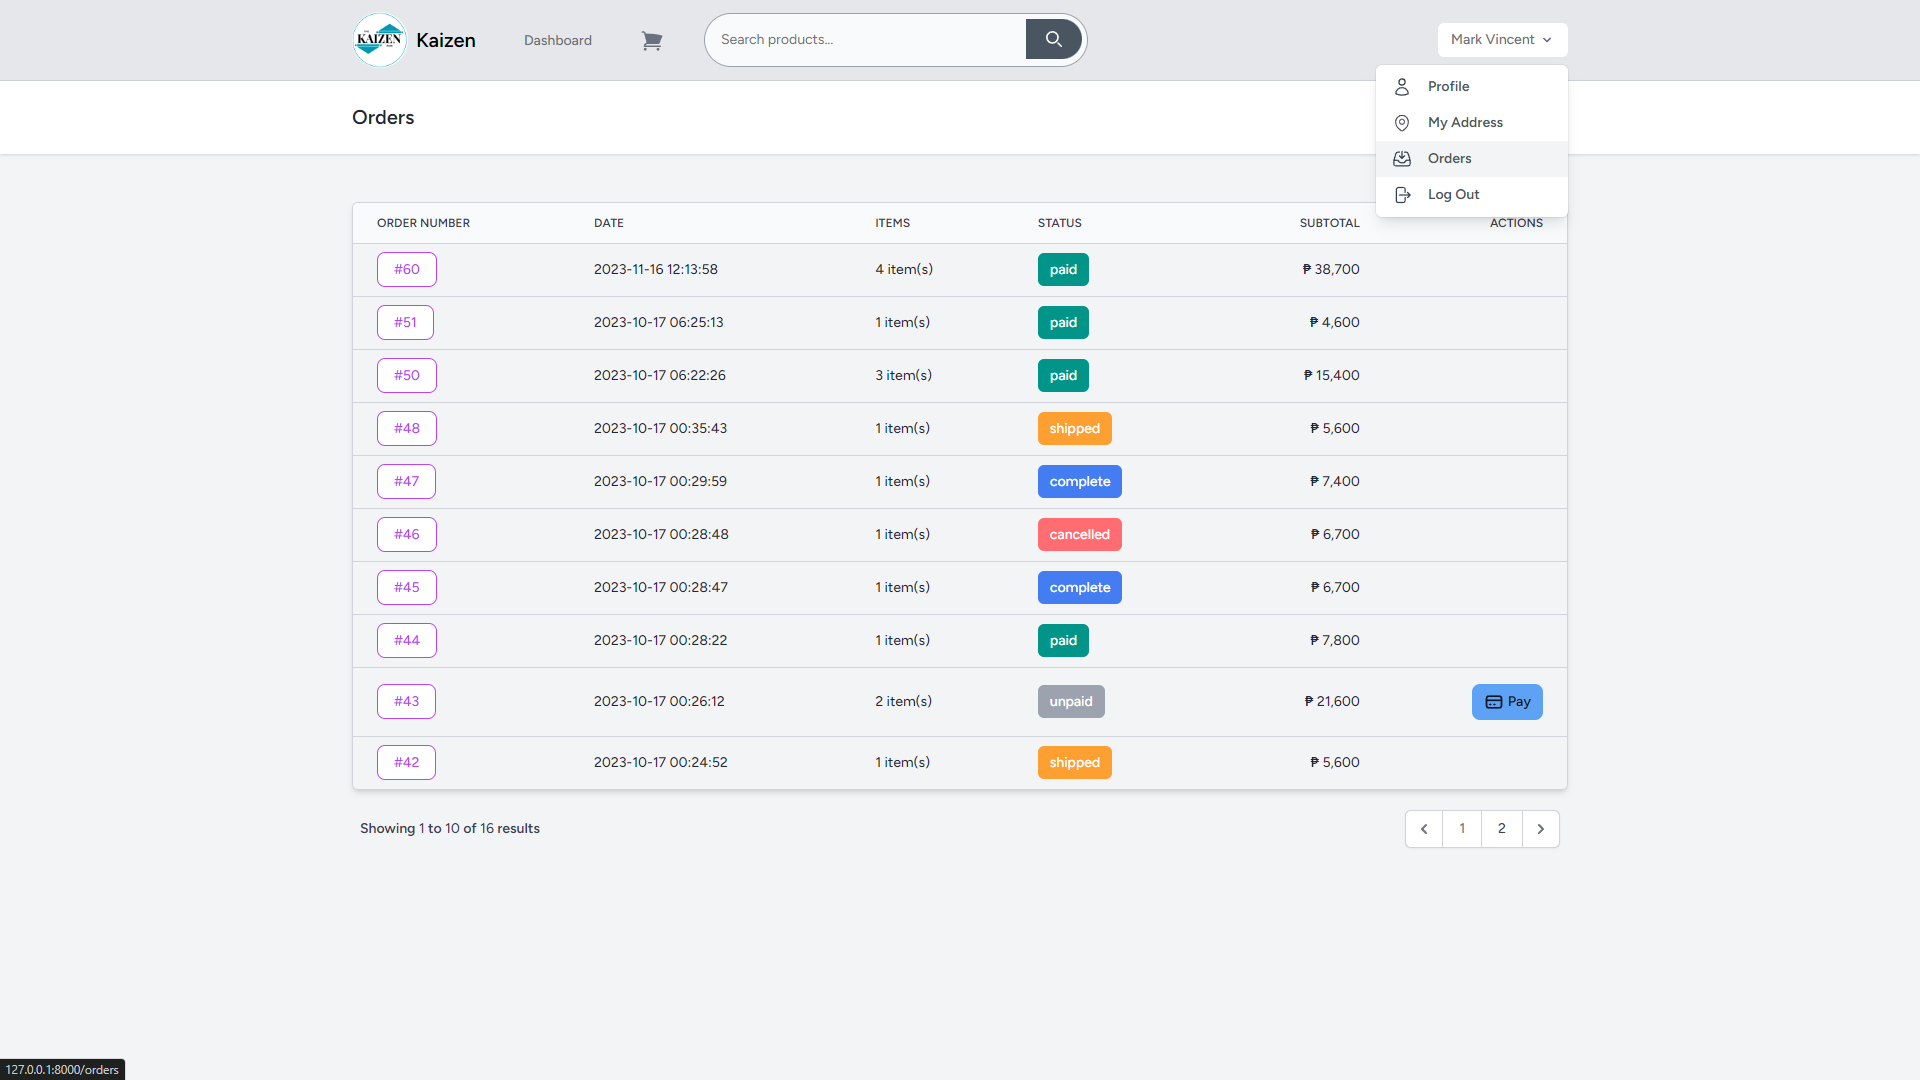 KAIZEN
Kaizen
Dashboard
Search products...
Mark Vincent
Profile
My Address
Orders
Log Out
Orders
ORDER NUMBER DATE ITEMS STATUS SUBTOTAL ACTIONS
#60 2023-11-16 12:13:58 4 item(s) paid ₱ 38,700
#51 2023-10-17 06:25:13 1 item(s) paid ₱ 4,600
#50 2023-10-17 06:22:26 3 item(s) paid ₱ 15,400
#48 2023-10-17 00:35:43 1 item(s) shipped ₱ 5,600
#47 2023-10-17 00:29:59 1 item(s) complete ₱ 7,400
#46 2023-10-17 00:28:48 1 item(s) cancelled ₱ 6,700
#45 2023-10-17 00:28:47 1 item(s) complete ₱ 6,700
#44 2023-10-17 00:28:22 1 item(s) paid ₱ 7,800
#43 2023-10-17 00:26:12 2 item(s) unpaid ₱ 21,600 Pay
#42 2023-10-17 00:24:52 1 item(s) shipped ₱ 5,600
Showing 1 to 10 of 16 results
1 2
127.0.0.1:8000/orders